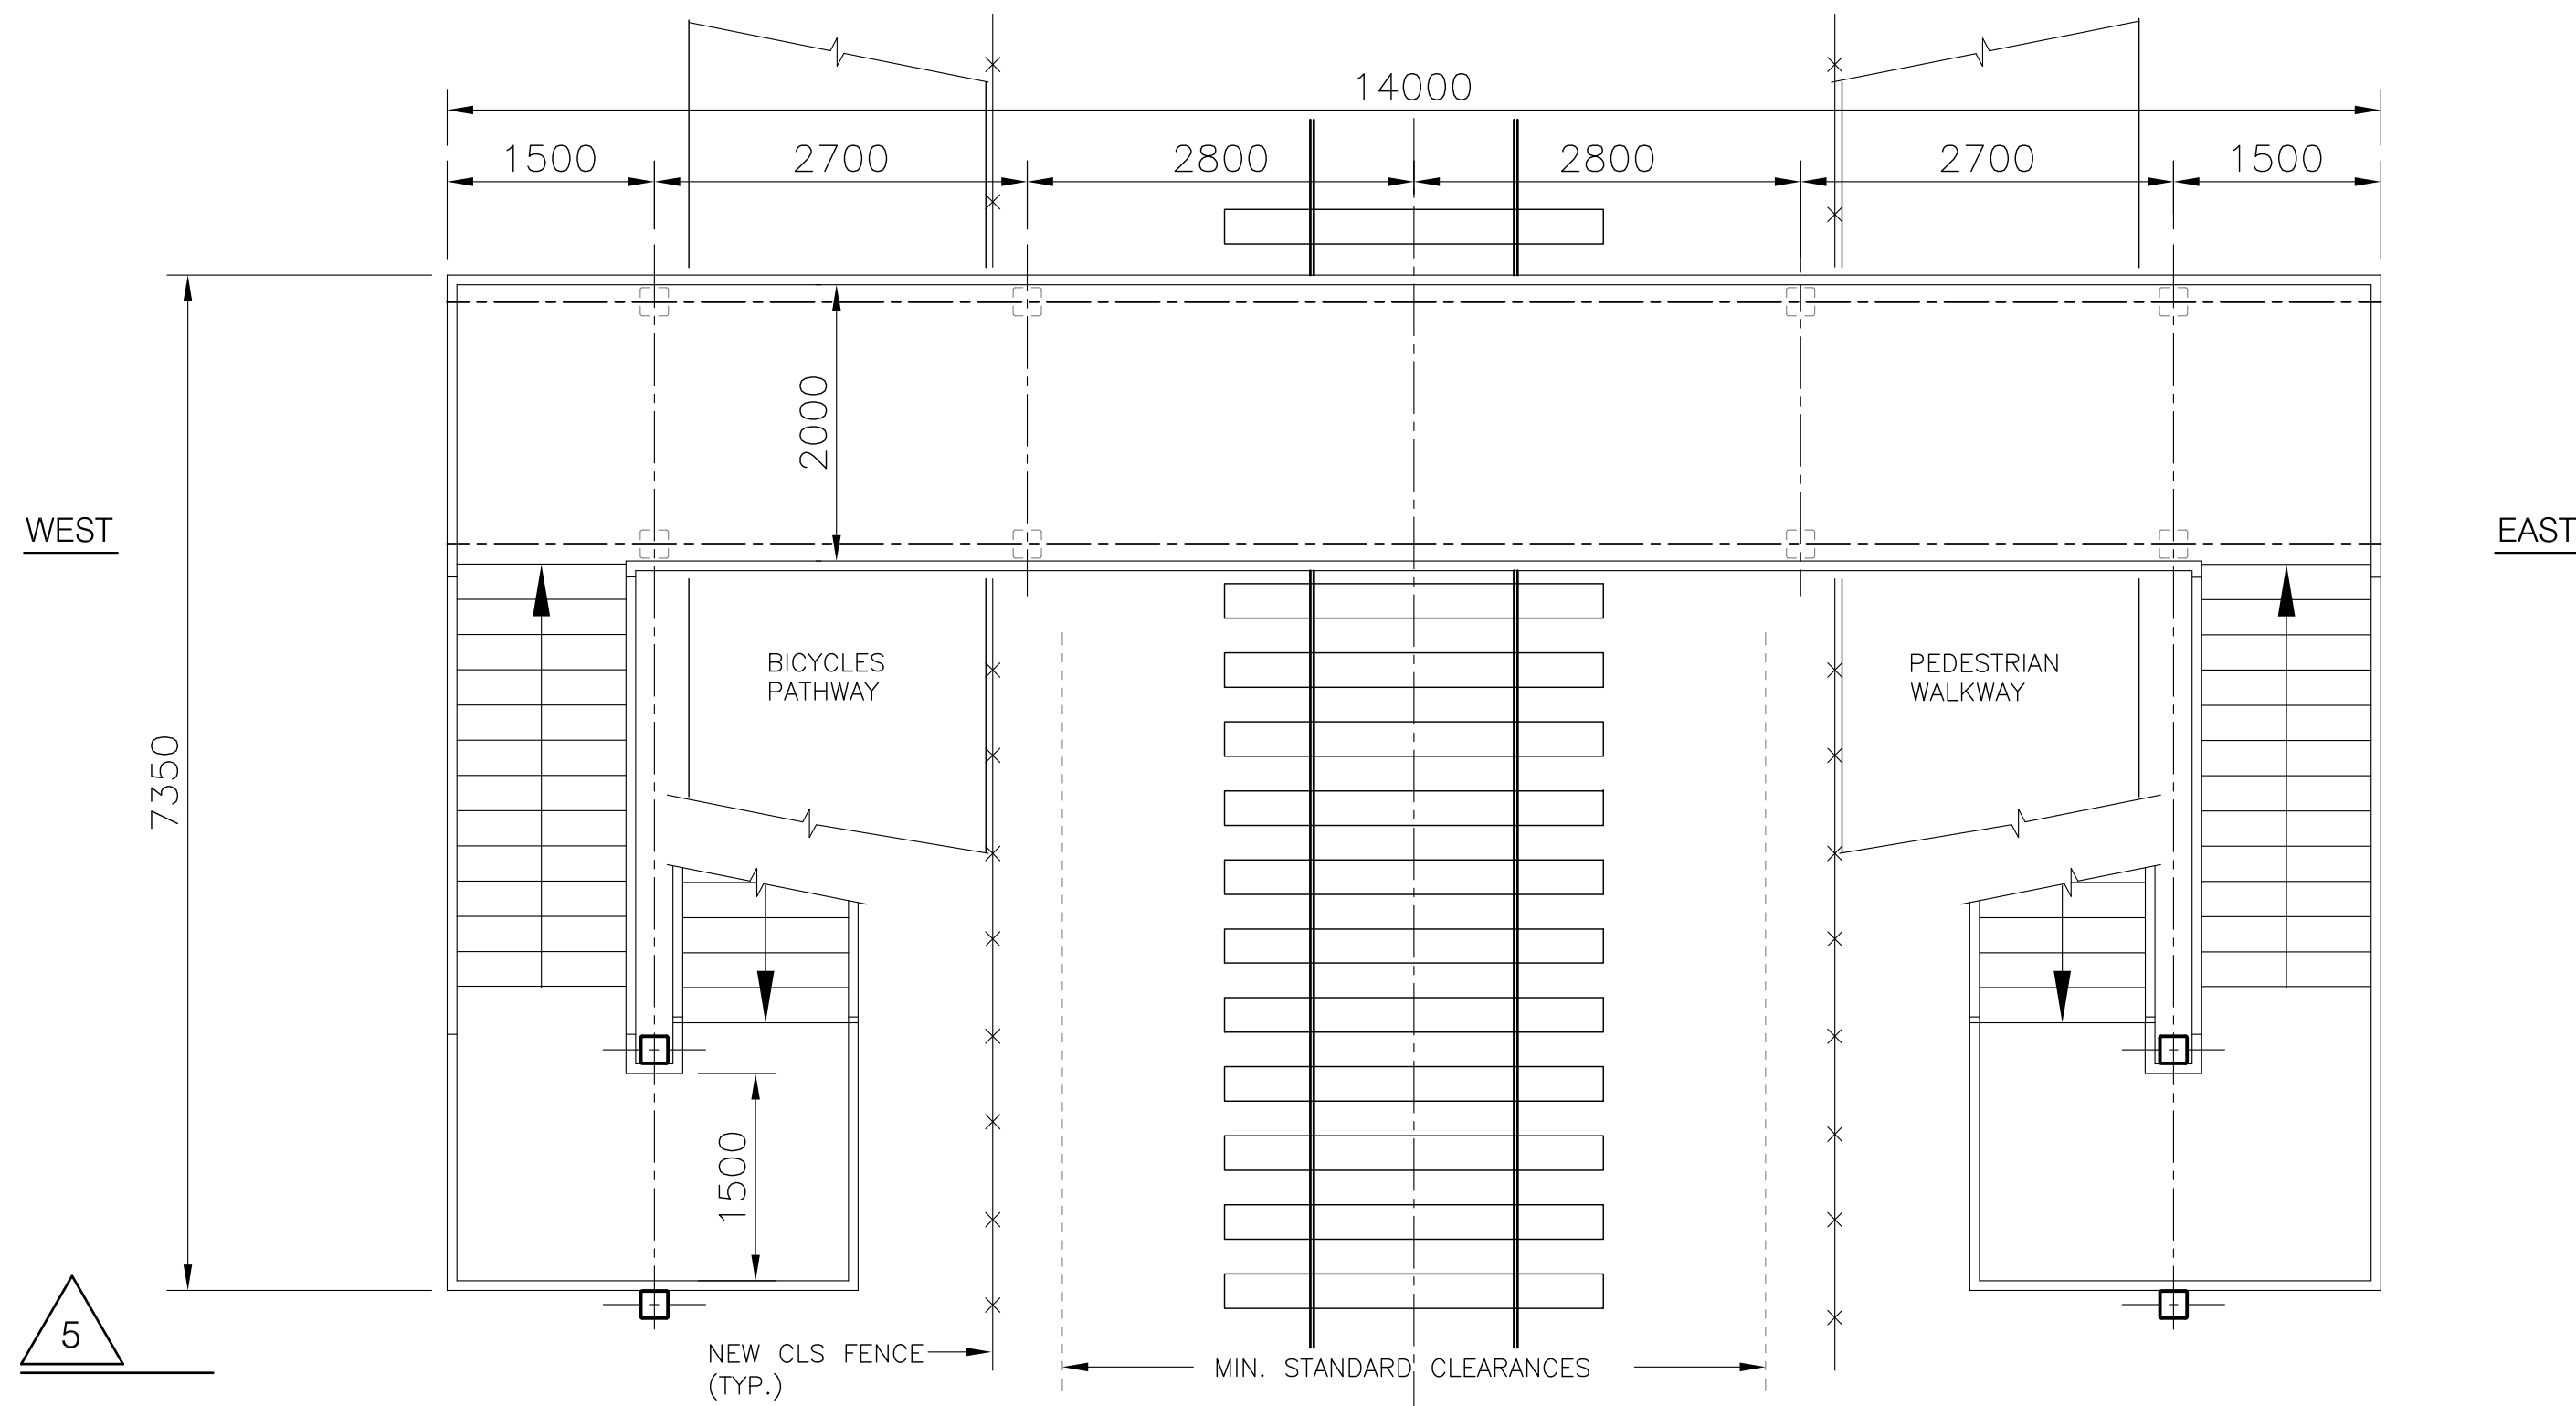 14000
1500 2700 2800 2800 2700 1500
2000
WEST
EAST
BICYCLES
PATHWAY
PEDESTRIAN
WALKWAY
7350
1500
5
NEW CLS FENCE
(TYP.)
MIN. STANDARD CLEARANCES